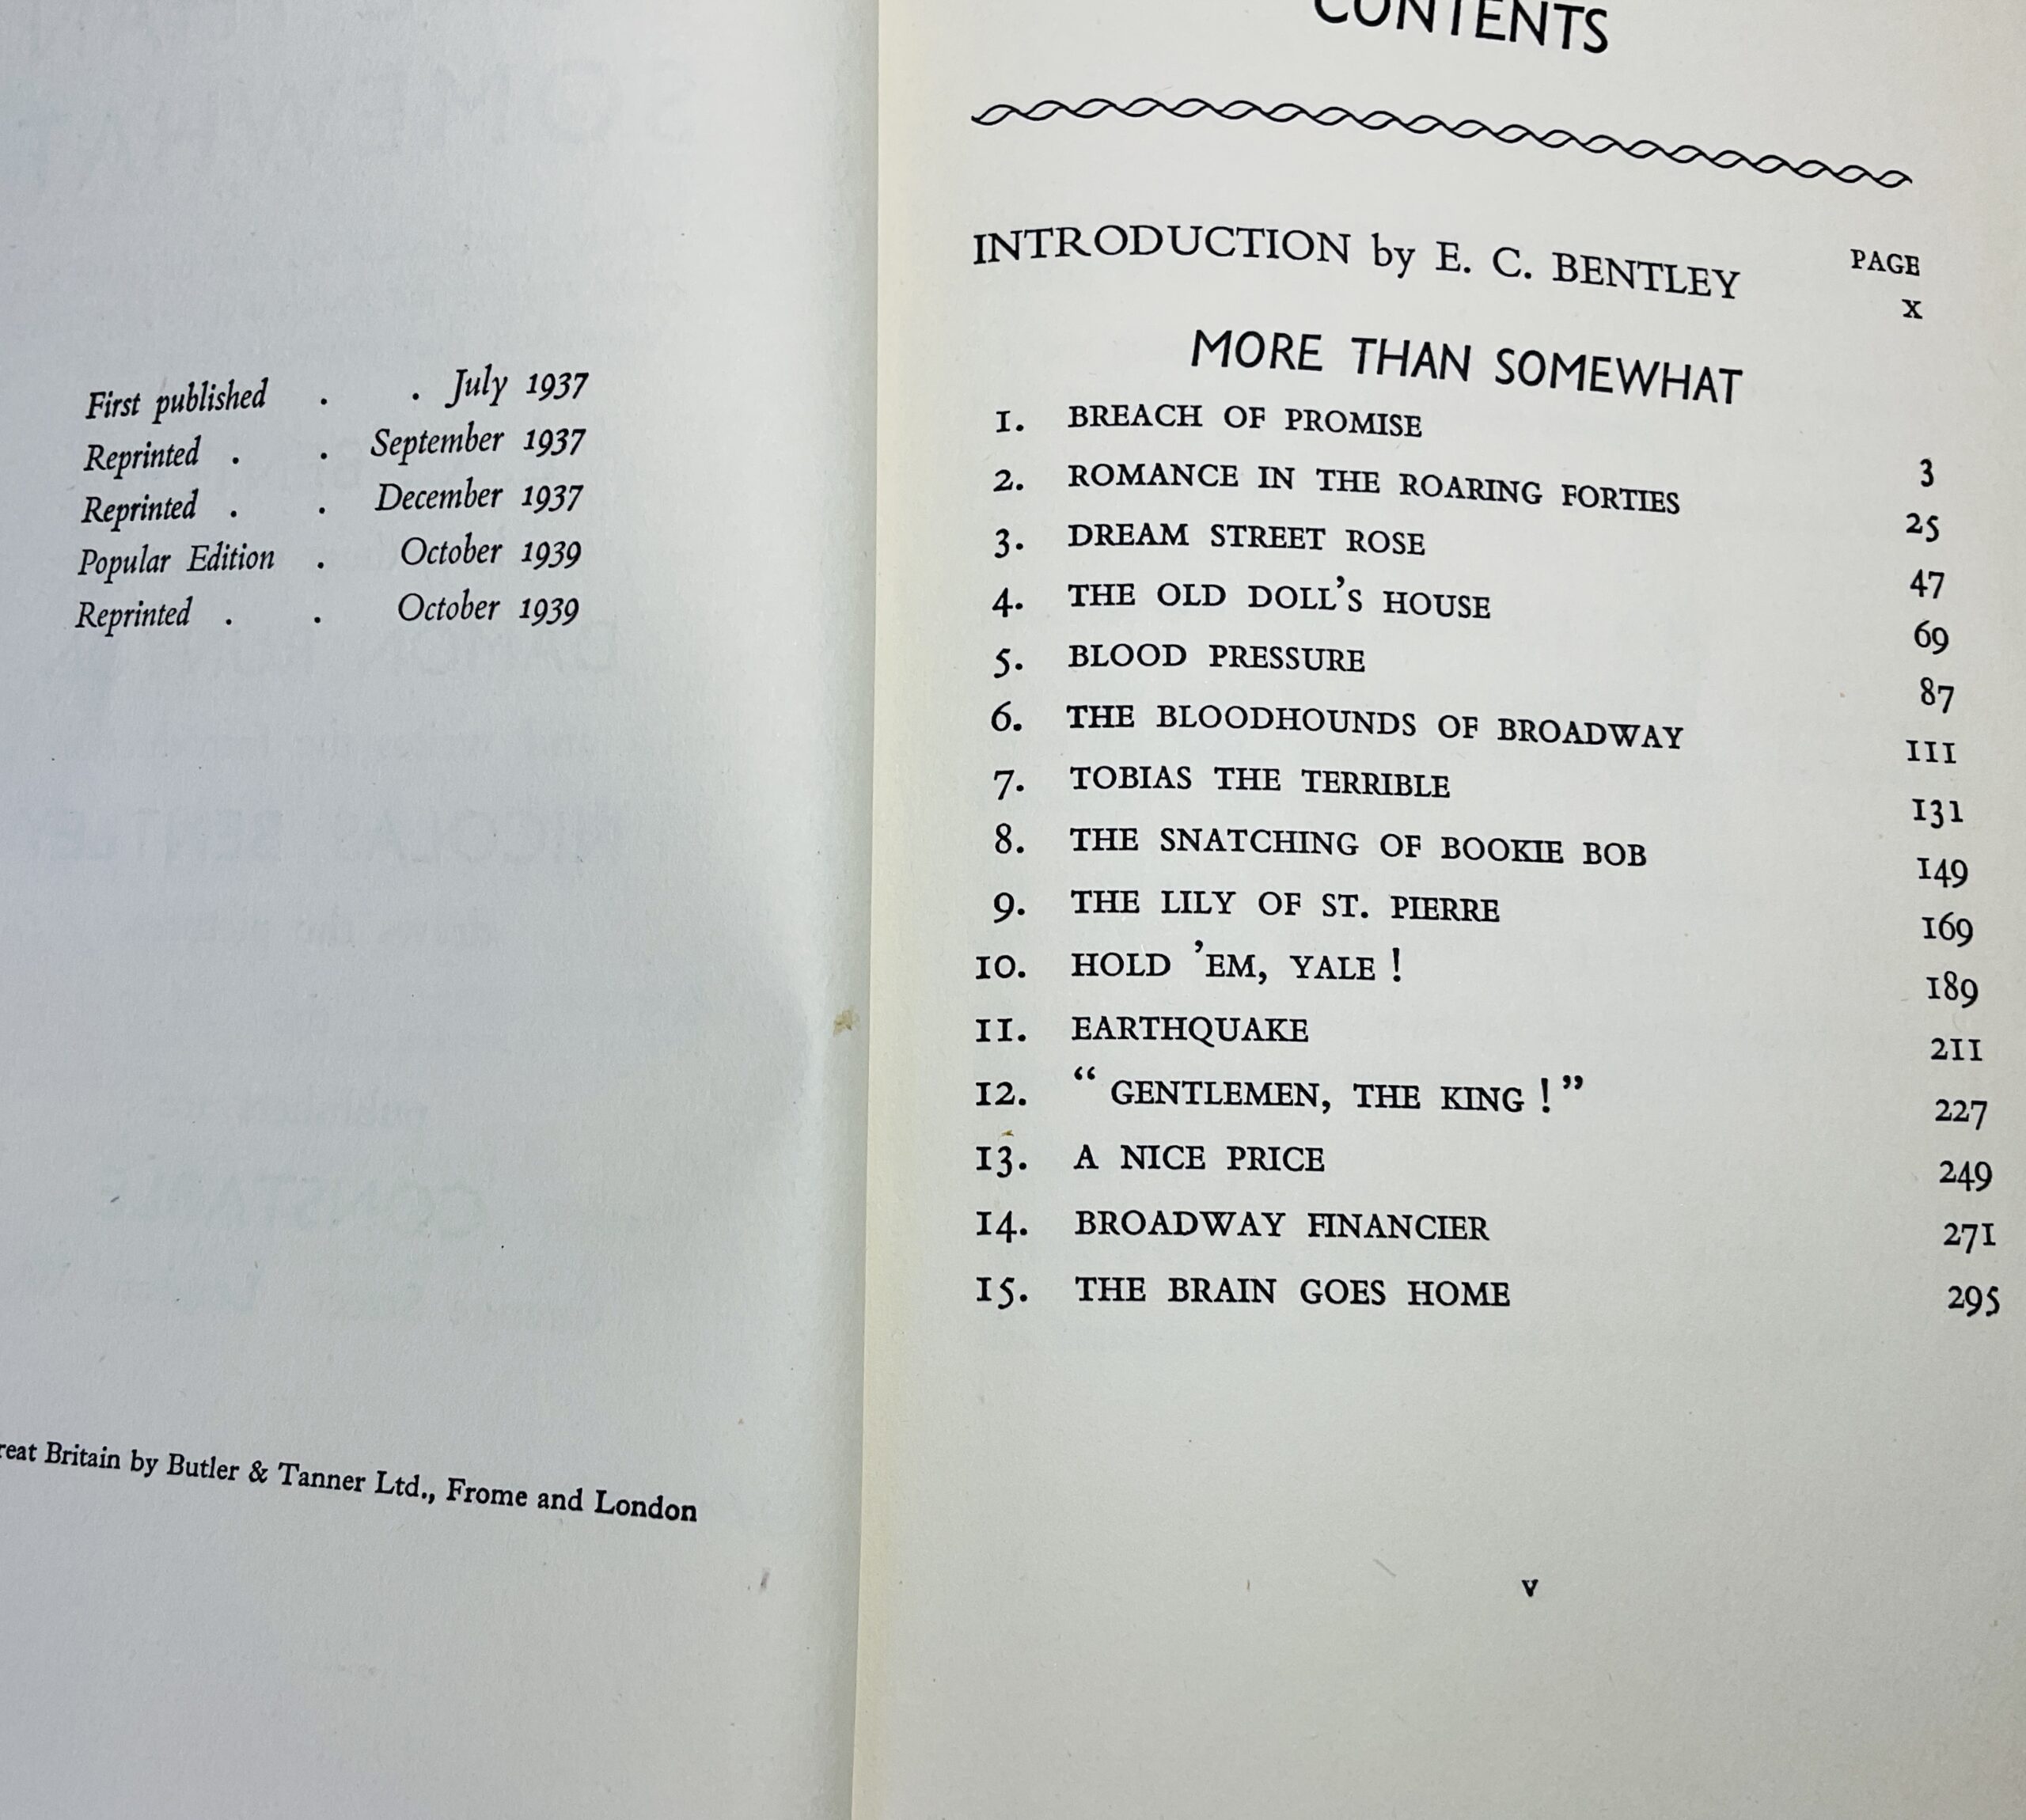 First published . . July 1937
Reprinted . . September 1937
Reprinted . . December 1937
Popular Edition . October 1939
Reprinted . . October 1939
Great Britain by Butler & Tanner Ltd., Frome and London
CONTENTS
INTRODUCTION by E. C. BENTLEY
PAGE
x
MORE THAN SOMEWHAT
1. BREACH OF PROMISE 3
2. ROMANCE IN THE ROARING FORTIES 25
3. DREAM STREET ROSE 47
4. THE OLD DOLL'S HOUSE 69
5. BLOOD PRESSURE 87
6. THE BLOODHOUNDS OF BROADWAY 111
7. TOBIAS THE TERRIBLE 131
8. THE SNATCHING OF BOOKIE BOB 149
9. THE LILY OF ST. PIERRE 169
10. HOLD 'EM, YALE ! 189
11. EARTHQUAKE 211
12. “ GENTLEMEN, THE KING ! ” 227
13. A NICE PRICE 249
14. BROADWAY FINANCIER 271
15. THE BRAIN GOES HOME 295
v